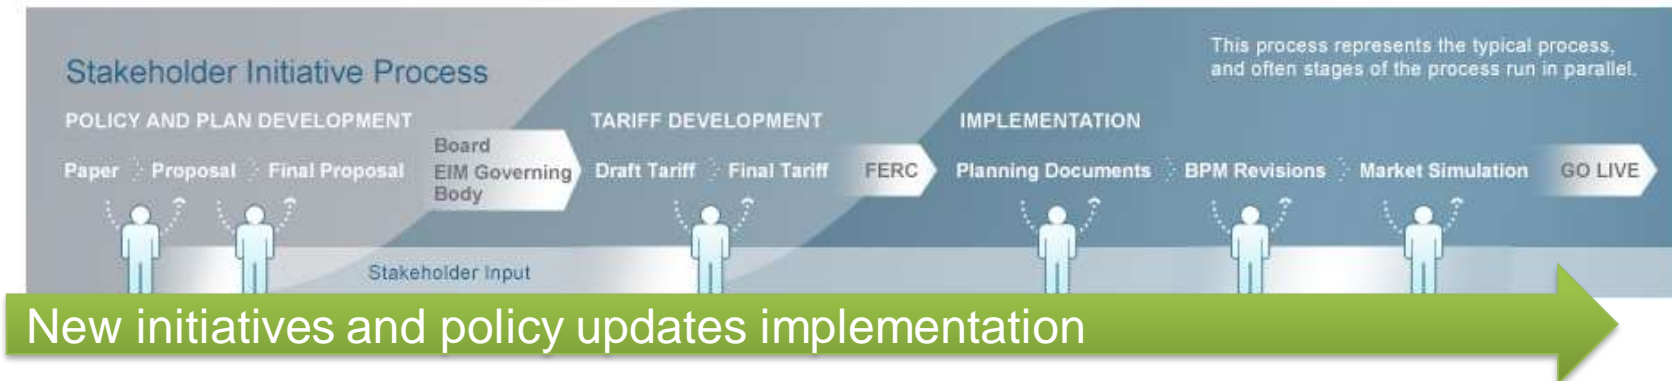 This process represents the typical process,
and often stages of the process run in parallel.
Stakeholder Initiative Process
POLICY AND PLAN DEVELOPMENT
Paper Proposal Final Proposal
Board
EIM Governing
Body
TARIFF DEVELOPMENT
Draft Tariff Final Tariff
FERC
IMPLEMENTATION
Planning Documents BPM Revisions Market Simulation
GO LIVE
Stakeholder Input
New initiatives and policy updates implementation